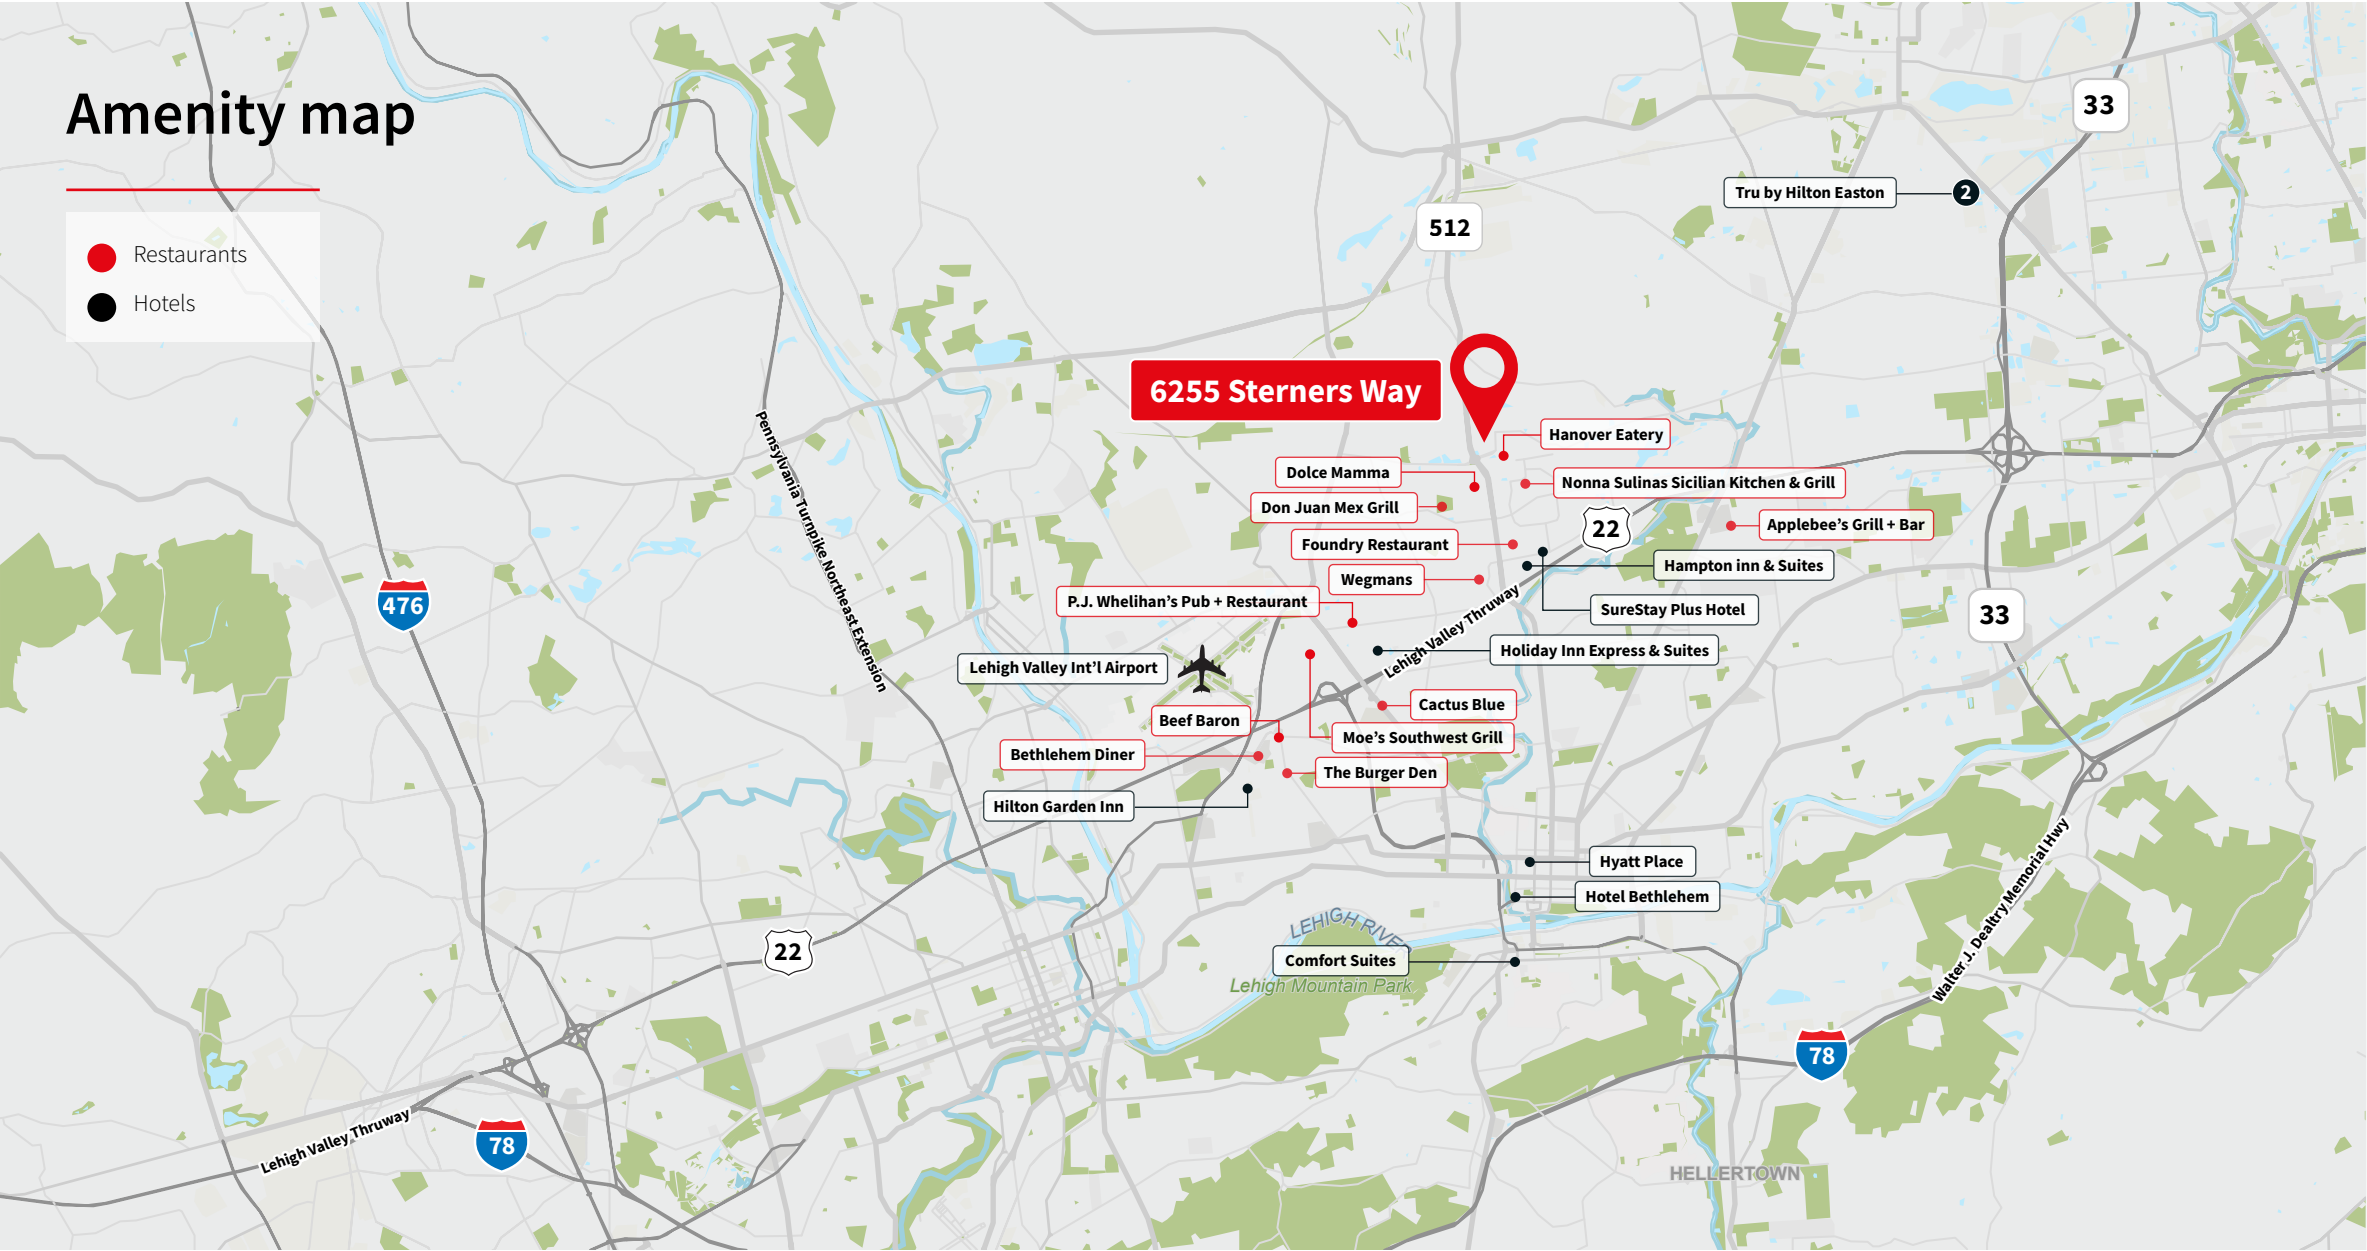 Amenity map
Restaurants
Hotels
33
Tru by Hilton Easton
2
512
6255 Sterners Way
Hanover Eatery
Dolce Mamma
Nonna Sulinas Sicilian Kitchen & Grill
Don Juan Mex Grill
22
Applebee’s Grill + Bar
Foundry Restaurant
Hampton inn & Suites
Wegmans
P.J. Whelihan’s Pub + Restaurant
SureStay Plus Hotel
476
Pennsylvania Turnpike Northeast Extension
33
Lehigh Valley Thruway
Holiday Inn Express & Suites
Lehigh Valley Int’l Airport
Cactus Blue
Beef Baron
Moe’s Southwest Grill
Bethlehem Diner
The Burger Den
Hilton Garden Inn
Hyatt Place
Hotel Bethlehem
Walter J. Dealtry Memorial Hwy
22
LEHIGH RIVER
Comfort Suites
Lehigh Mountain Park
78
Lehigh Valley Thruway
78
HELLERTOWN